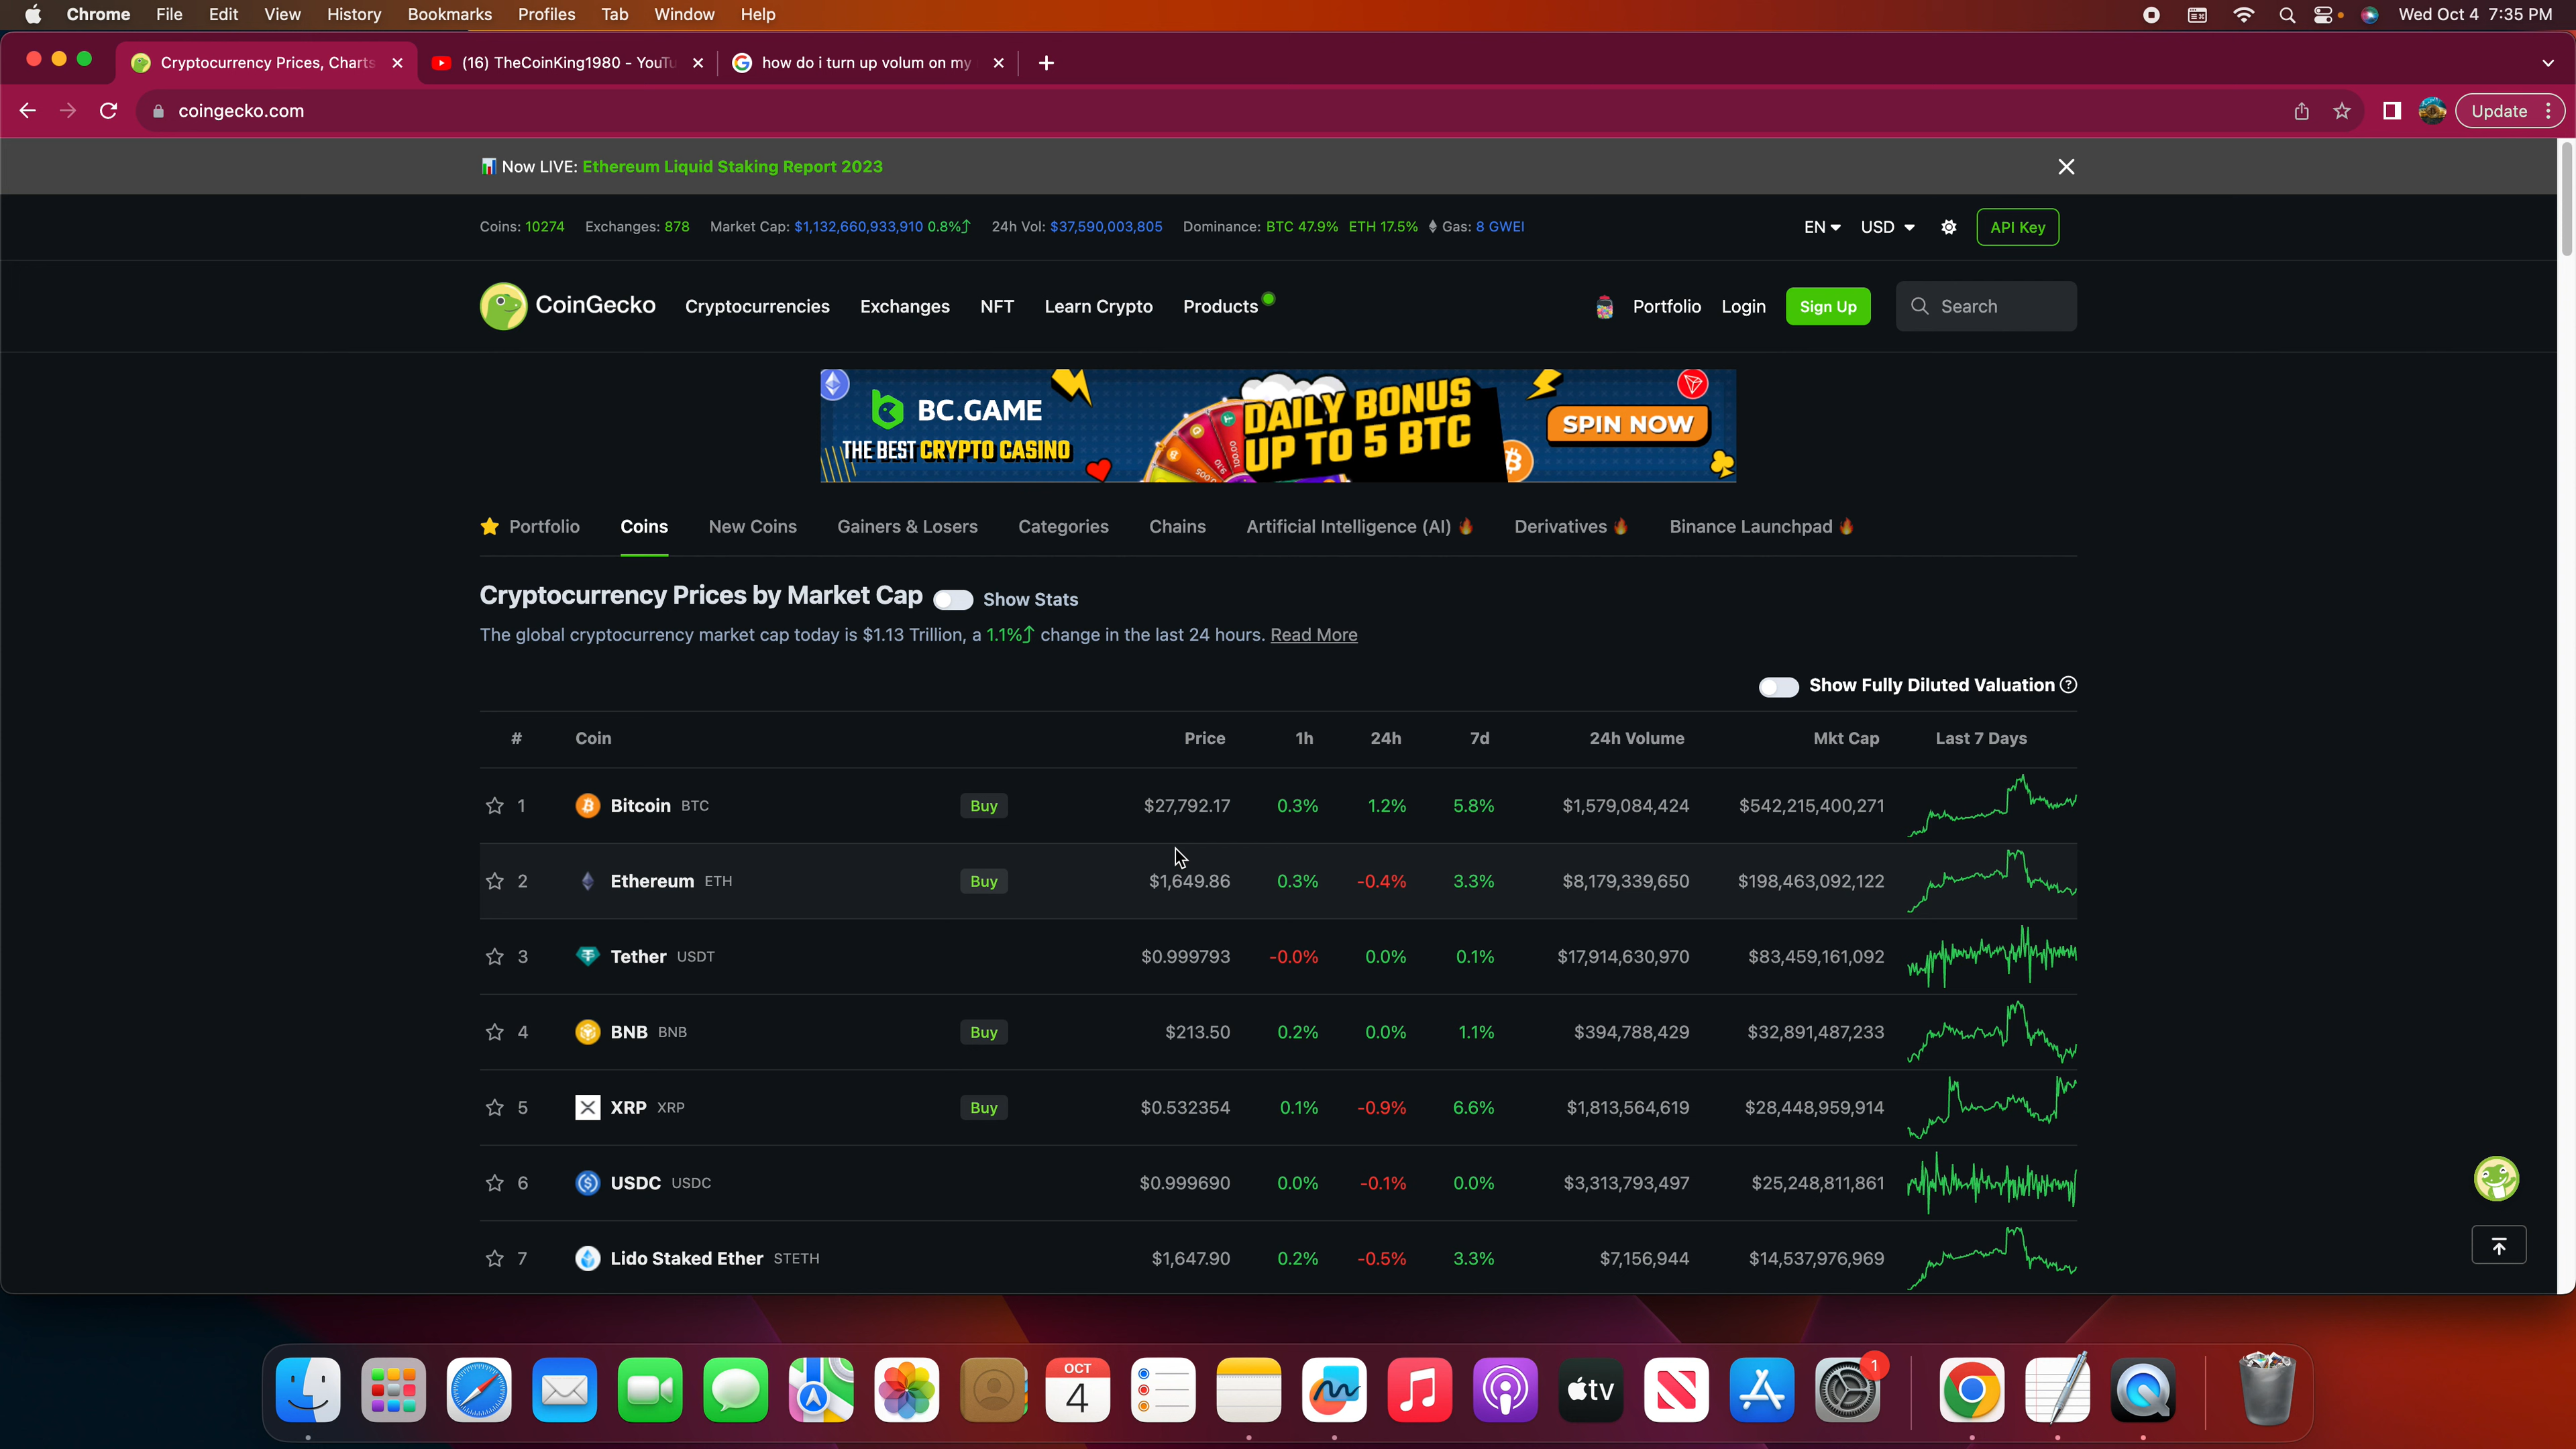 Chrome File Edit View History Bookmarks Profiles Tab Window Help Wed Oct 4 7:35 PM
Cryptocurrency Prices, Charts (16) TheCoinKing1980 - YouTu how do i turn up volum on my
coingecko.com Update
Now LIVE: Ethereum Liquid Staking Report 2023
Coins: 10274 Exchanges: 878 Market Cap: $1,132,660,933,910 0.8% 24h Vol: $37,590,003,805 Dominance: BTC 47.9% ETH 17.5% Gas: 8 GWEI EN USD API Key
CoinGecko Cryptocurrencies Exchanges NFT Learn Crypto Products Portfolio Login Sign Up Search
BC.GAME
THE BEST CRYPTO CASINO
DAILY BONUS
UP TO 5 BTC
SPIN NOW
Portfolio Coins New Coins Gainers & Losers Categories Chains Artificial Intelligence (AI) Derivatives Binance Launchpad
Cryptocurrency Prices by Market Cap Show Stats
The global cryptocurrency market cap today is $1.13 Trillion, a 1.1% change in the last 24 hours. Read More
Show Fully Diluted Valuation
# Coin Price 1h 24h 7d 24h Volume Mkt Cap Last 7 Days
1 Bitcoin BTC Buy $27,792.17 0.3% 1.2% 5.8% $1,579,084,424 $542,215,400,271
2 Ethereum ETH Buy $1,649.86 0.3% -0.4% 3.3% $8,179,339,650 $198,463,092,122
3 Tether USDT $0.999793 -0.0% 0.0% 0.1% $17,914,630,970 $83,459,161,092
4 BNB BNB Buy $213.50 0.2% 0.0% 1.1% $394,788,429 $32,891,487,233
5 XRP XRP Buy $0.532354 0.1% -0.9% 6.6% $1,813,564,619 $28,448,959,914
6 USDC USDC $0.999690 0.0% -0.1% 0.0% $3,313,793,497 $25,248,811,861
7 Lido Staked Ether STETH $1,647.90 0.2% -0.5% 3.3% $7,156,944 $14,537,976,969
OCT
4
tv
1